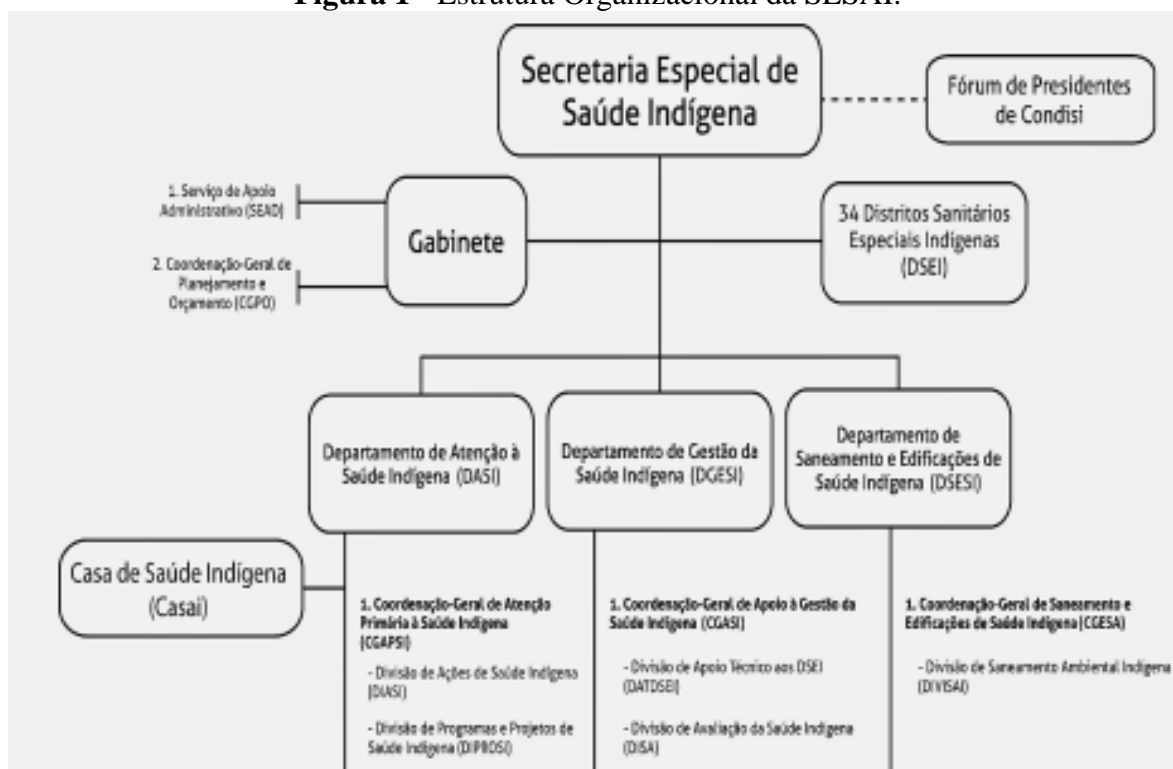 Figura 1 - Estrutura Organizacional da SESAI.
Secretaria Especial de
Saúde Indígena
Fórum de Presidentes
de Condisi
1. Serviço de Apoio
Administrativo (SEAD)
Gabinete
2. Coordenação-Geral de
Planejamento e
Orçamento (CGPO)
34 Distritos Sanitários
Especiais Indígenas
(DSEI)
Departamento de Atenção à
Saúde Indígena (DASI)
Departamento de Gestão da
Saúde Indígena (DGESI)
Departamento de
Saneamento e Edificações de
Saúde Indígena (DSESI)
Casa de Saúde Indígena
(Casai)
1. Coordenação-Geral de Atenção
Primária à Saúde Indígena
(CGAPSI)
- Divisão de Ações de Saúde Indígena
(DIASI)
- Divisão de Programas e Projetos de
Saúde Indígena (DIPROSI)
1. Coordenação-Geral de Apoio à Gestão da
Saúde Indígena (CGASI)
- Divisão de Apoio Técnico aos DSEI
(DATDSEI)
- Divisão de Avaliação da Saúde Indígena
(DISA)
1. Coordenação-Geral de Saneamento e
Edificações de Saúde Indígena (CGESA)
- Divisão de Saneamento Ambiental Indígena
(DIVISAI)